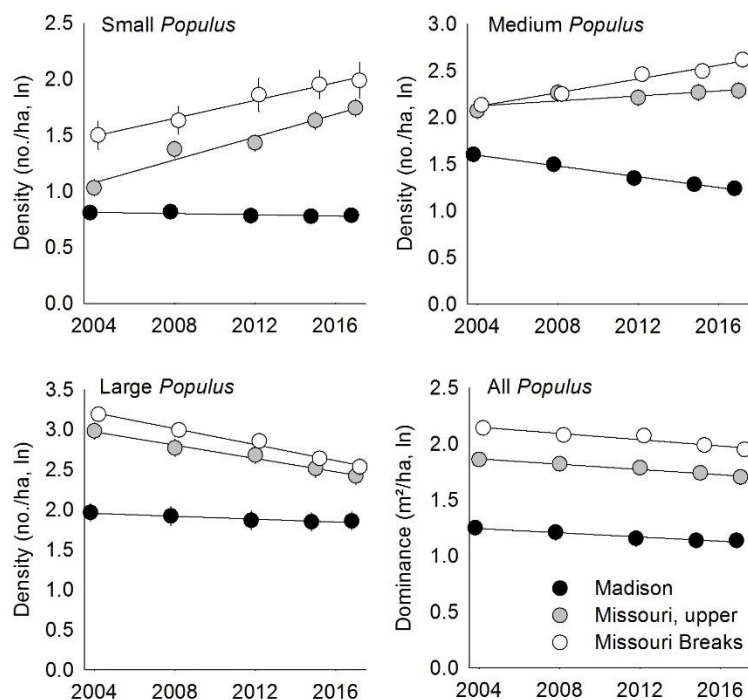 Small Populus
Density (no./ha, ln)
2.5
2.0
1.5
1.0
0.5
0.0
2004 2008 2012 2016
Medium Populus
Density (no./ha, ln)
3.0
2.5
2.0
1.5
1.0
0.5
0.0
2004 2008 2012 2016
Large Populus
Density (no./ha, ln)
3.5
3.0
2.5
2.0
1.5
1.0
0.5
0.0
2004 2008 2012 2016
All Populus
Dominance (m²/ha, ln)
2.5
2.0
1.5
1.0
0.5
0.0
Madison
Missouri, upper
Missouri Breaks
2004 2008 2012 2016